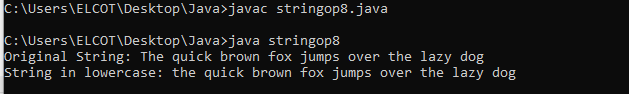 C:\Users\ELCOT\Desktop\Java>javac stringop8.java
C:\Users\ELCOT\Desktop\Java>java stringop8
Original String: The quick brown fox jumps over the lazy dog
String in lowercase: the quick brown fox jumps over the lazy dog